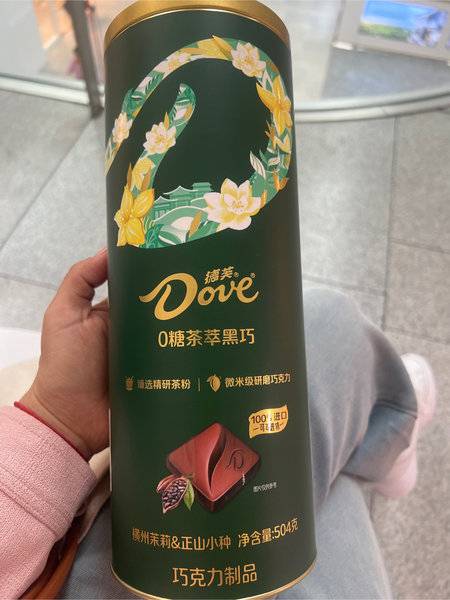 德芙
Dove
0糖茶萃黑巧
臻选精研茶粉 | 微米级研磨巧克力
100%进口
图片仅供参考
横州茉莉&正山小种 净含量:504克
巧克力制品